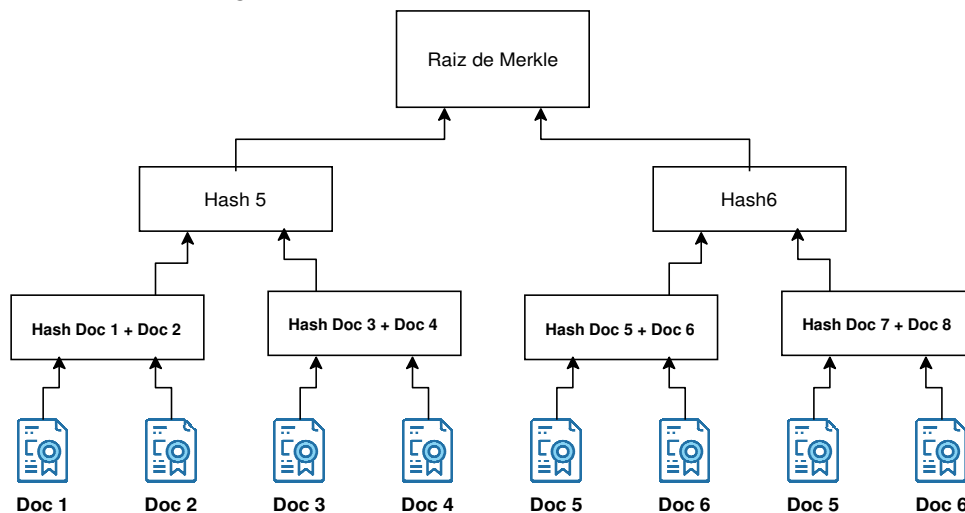 Raiz de Merkle
Hash 5
Hash6
Hash Doc 1 + Doc 2
Hash Doc 3 + Doc 4
Hash Doc 5 + Doc 6
Hash Doc 7 + Doc 8
Doc 1
Doc 2
Doc 3
Doc 4
Doc 5
Doc 6
Doc 5
Doc 6